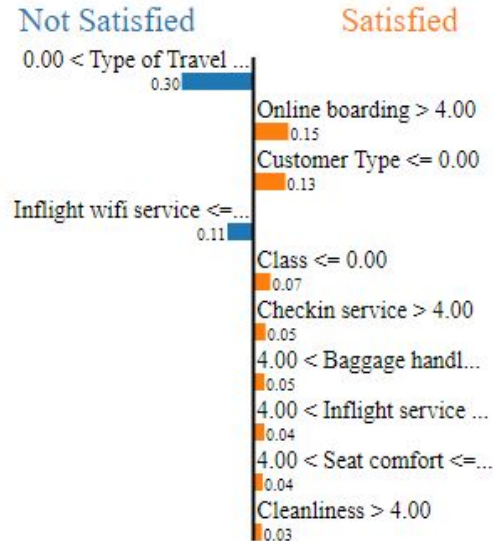 Not Satisfied Satisfied
0.00 < Type of Travel ...
0.30
Online boarding > 4.00
0.15
Customer Type <= 0.00
0.13
Inflight wifi service <=...
0.11
Class <= 0.00
0.07
Checkin service > 4.00
0.05
4.00 < Baggage handl...
0.05
4.00 < Inflight service ...
0.04
4.00 < Seat comfort <=...
0.04
Cleanliness > 4.00
0.03